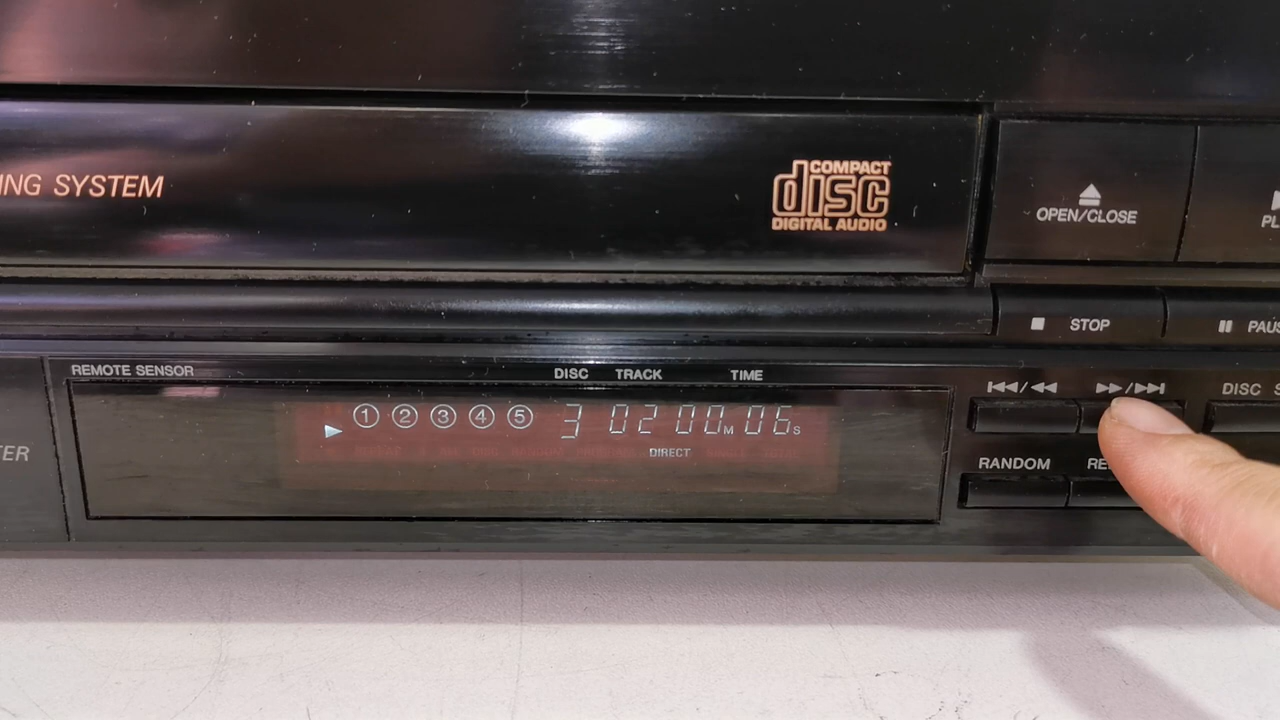 ING SYSTEM
COMPACT
disc
DIGITAL AUDIO
OPEN/CLOSE
STOP
REMOTE SENSOR
DISC TRACK TIME
1 2 3 4 5 3 02 00M 06S
DIRECT
DISC
RANDOM